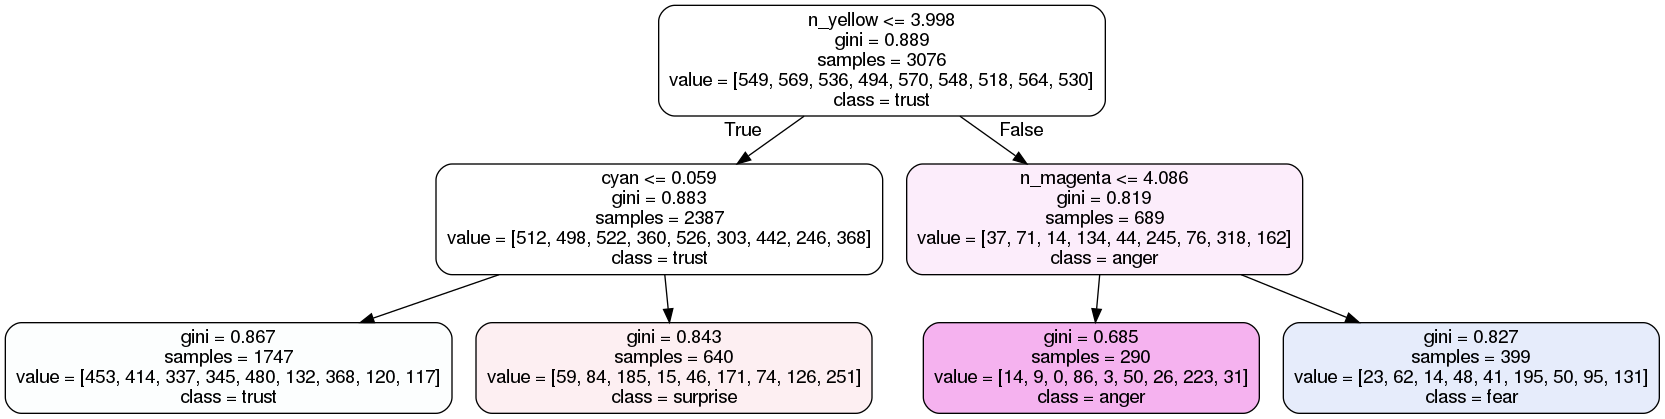 n_yellow <= 3.998
gini = 0.889
samples = 3076
value = [549, 569, 536, 494, 570, 548, 518, 564, 530]
class = trust
True
False
cyan <= 0.059
gini = 0.883
samples = 2387
value = [512, 498, 522, 360, 526, 303, 442, 246, 368]
class = trust
n_magenta <= 4.086
gini = 0.819
samples = 689
value = [37, 71, 14, 134, 44, 245, 76, 318, 162]
class = anger
gini = 0.867
samples = 1747
value = [453, 414, 337, 345, 480, 132, 368, 120, 117]
class = trust
gini = 0.843
samples = 640
value = [59, 84, 185, 15, 46, 171, 74, 126, 251]
class = surprise
gini = 0.685
samples = 290
value = [14, 9, 0, 86, 3, 50, 26, 223, 31]
class = anger
gini = 0.827
samples = 399
value = [23, 62, 14, 48, 41, 195, 50, 95, 131]
class = fear